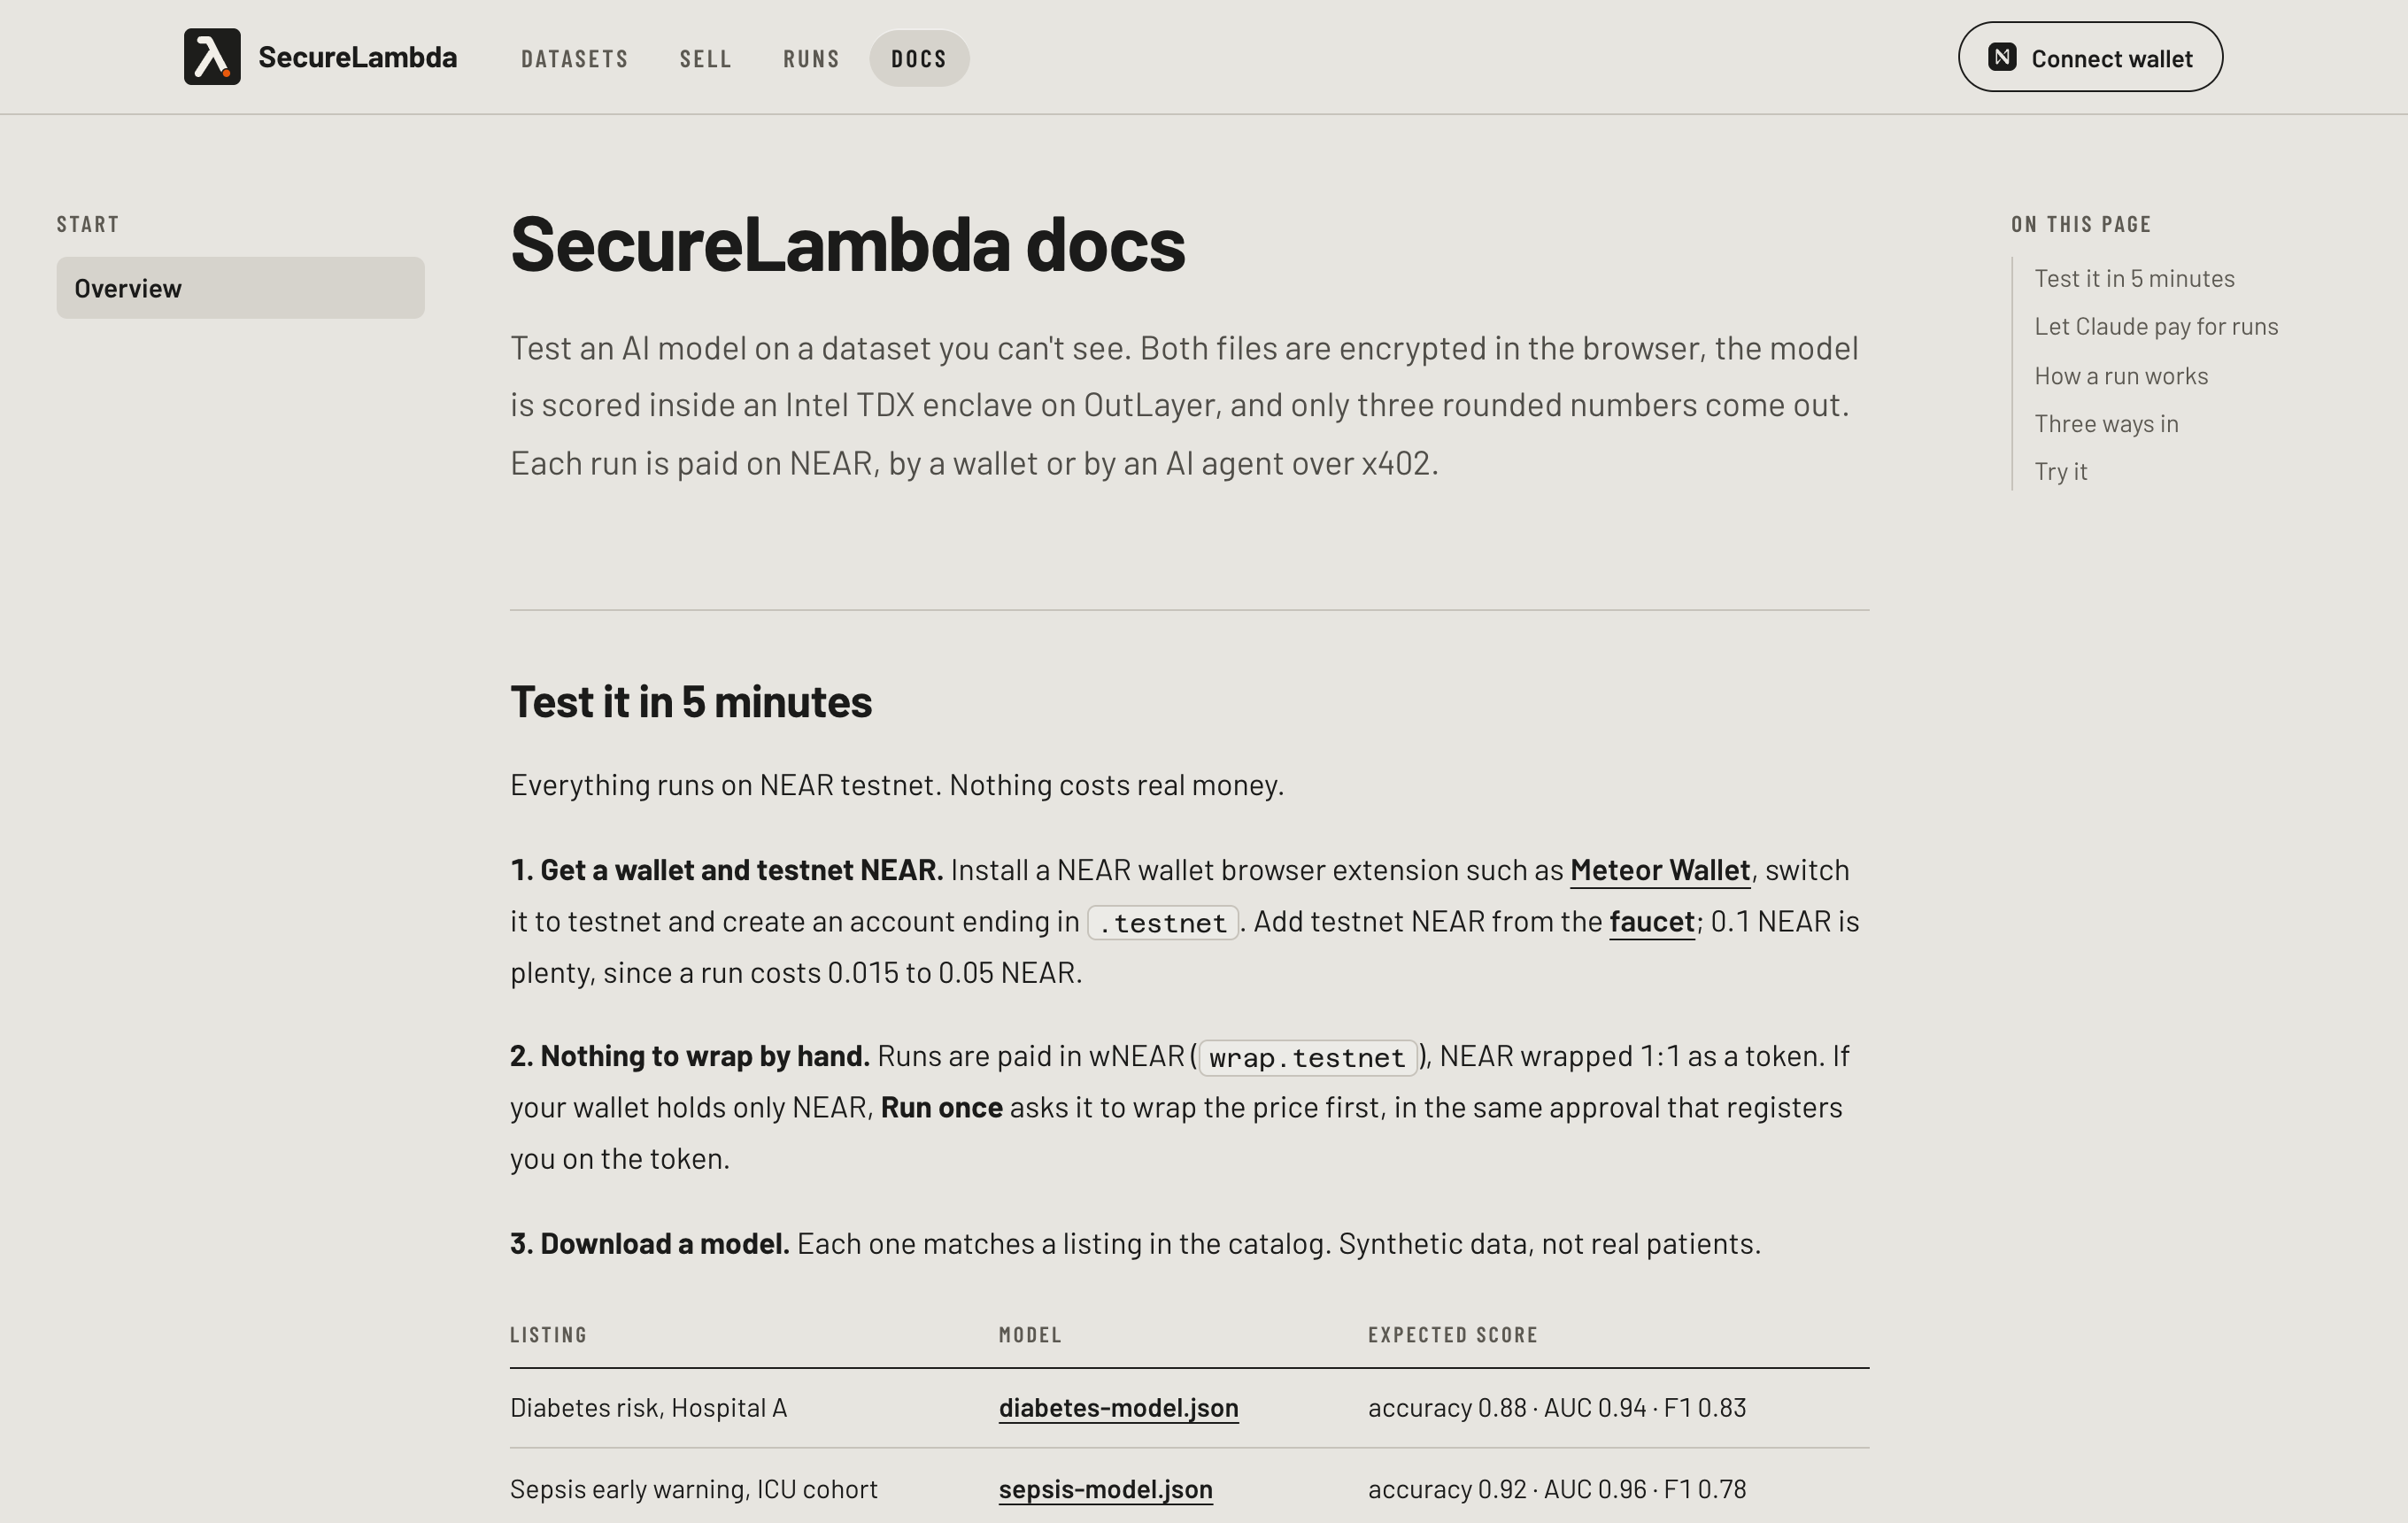 SecureLambda
DATASETS
SELL
RUNS
DOCS
Connect wallet
START
Overview
SecureLambda docs
Test an AI model on a dataset you can't see. Both files are encrypted in the browser, the model
is scored inside an Intel TDX enclave on OutLayer, and only three rounded numbers come out.
Each run is paid on NEAR, by a wallet or by an AI agent over x402.
ON THIS PAGE
Test it in 5 minutes
Let Claude pay for runs
How a run works
Three ways in
Try it
Test it in 5 minutes
Everything runs on NEAR testnet. Nothing costs real money.
1. Get a wallet and testnet NEAR. Install a NEAR wallet browser extension such as Meteor Wallet, switch
it to testnet and create an account ending in .testnet. Add testnet NEAR from the faucet; 0.1 NEAR is
plenty, since a run costs 0.015 to 0.05 NEAR.
2. Nothing to wrap by hand. Runs are paid in wNEAR (wrap.testnet), NEAR wrapped 1:1 as a token. If
your wallet holds only NEAR, Run once asks it to wrap the price first, in the same approval that registers
you on the token.
3. Download a model. Each one matches a listing in the catalog. Synthetic data, not real patients.
LISTING MODEL EXPECTED SCORE
Diabetes risk, Hospital A diabetes-model.json accuracy 0.88 · AUC 0.94 · F1 0.83
Sepsis early warning, ICU cohort sepsis-model.json accuracy 0.92 · AUC 0.96 · F1 0.78